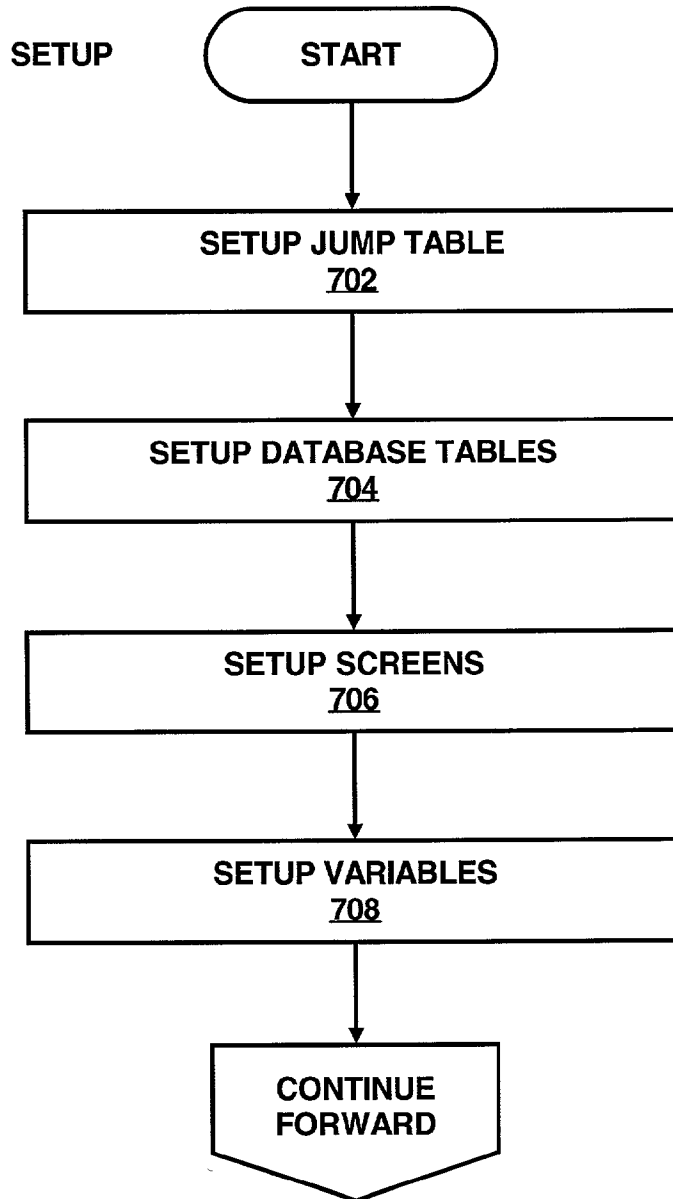 SETUP
START
SETUP JUMP TABLE
702
SETUP DATABASE TABLES
704
SETUP SCREENS
706
SETUP VARIABLES
708
CONTINUE
FORWARD